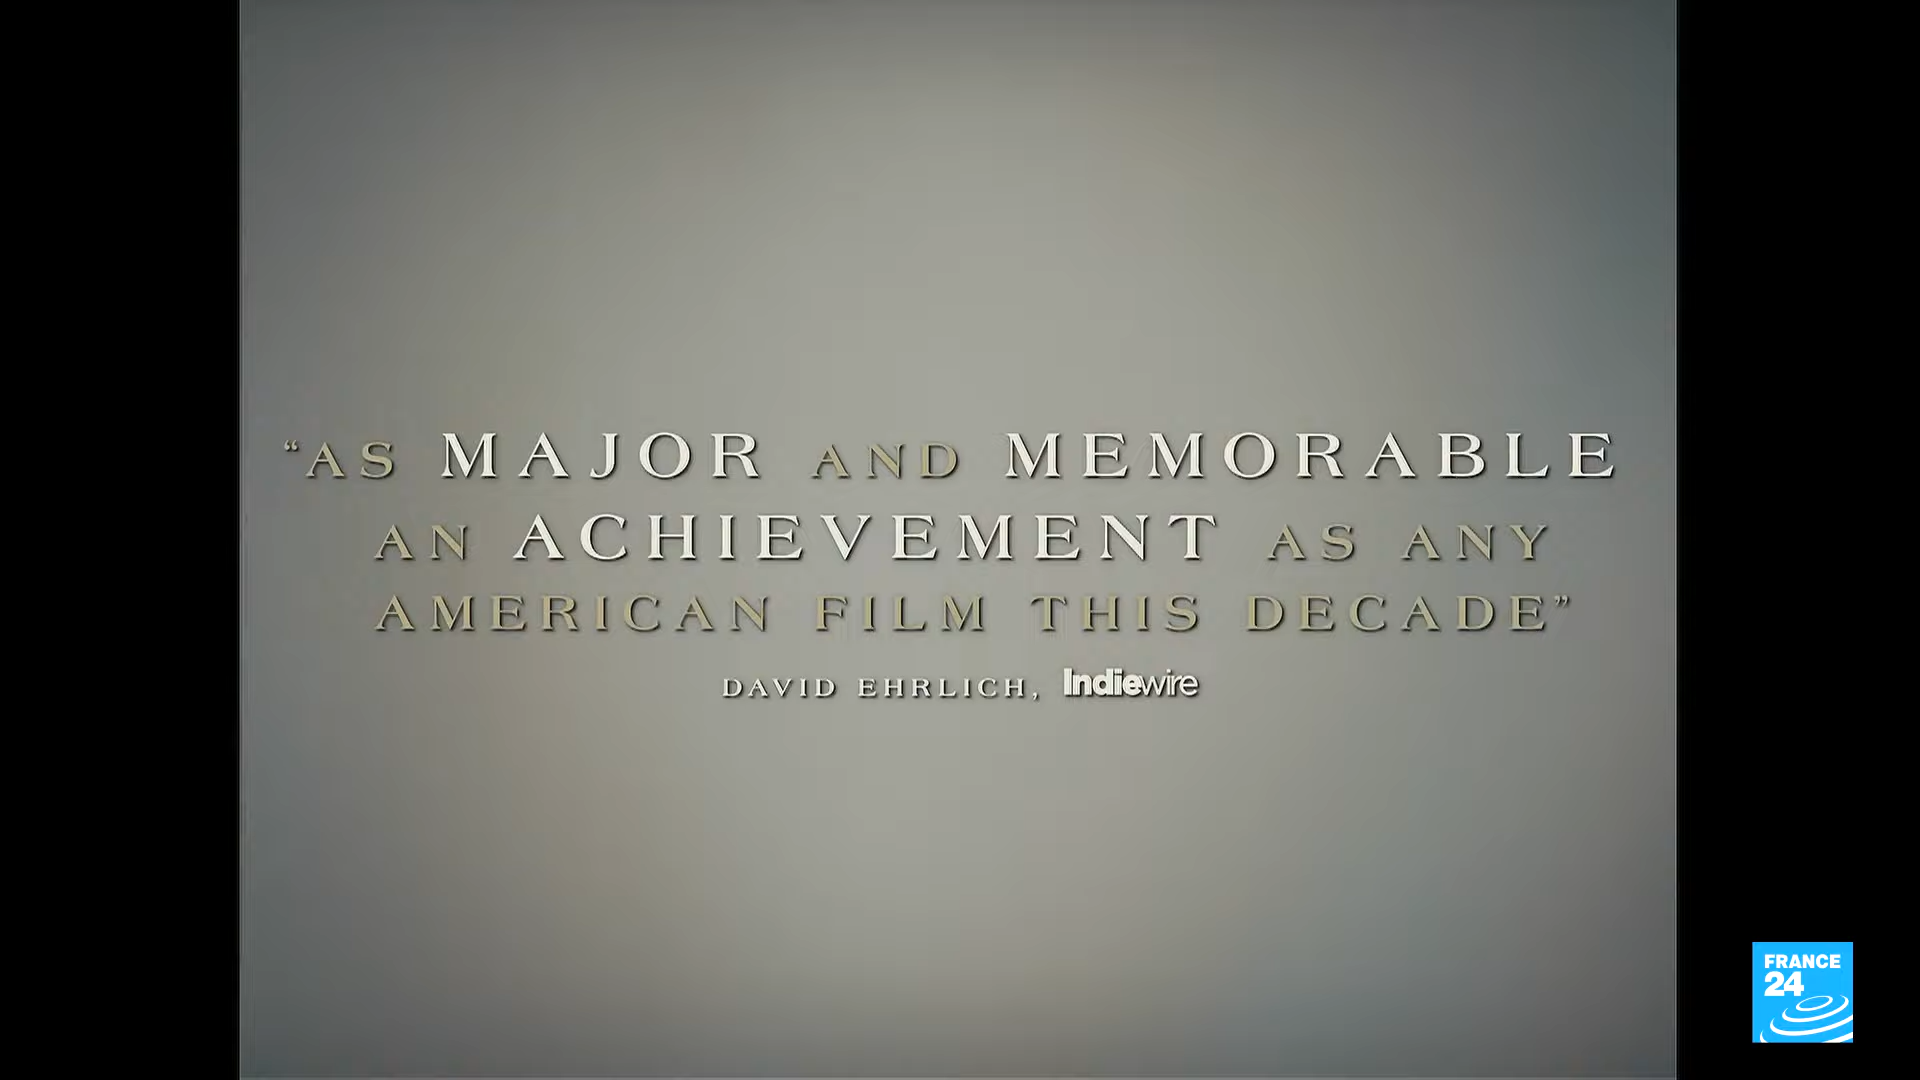 “AS MAJOR AND MEMORABLE
AN ACHIEVEMENT AS ANY
AMERICAN FILM THIS DECADE”
DAVID EHRLICH, Indiewire
FRANCE
24